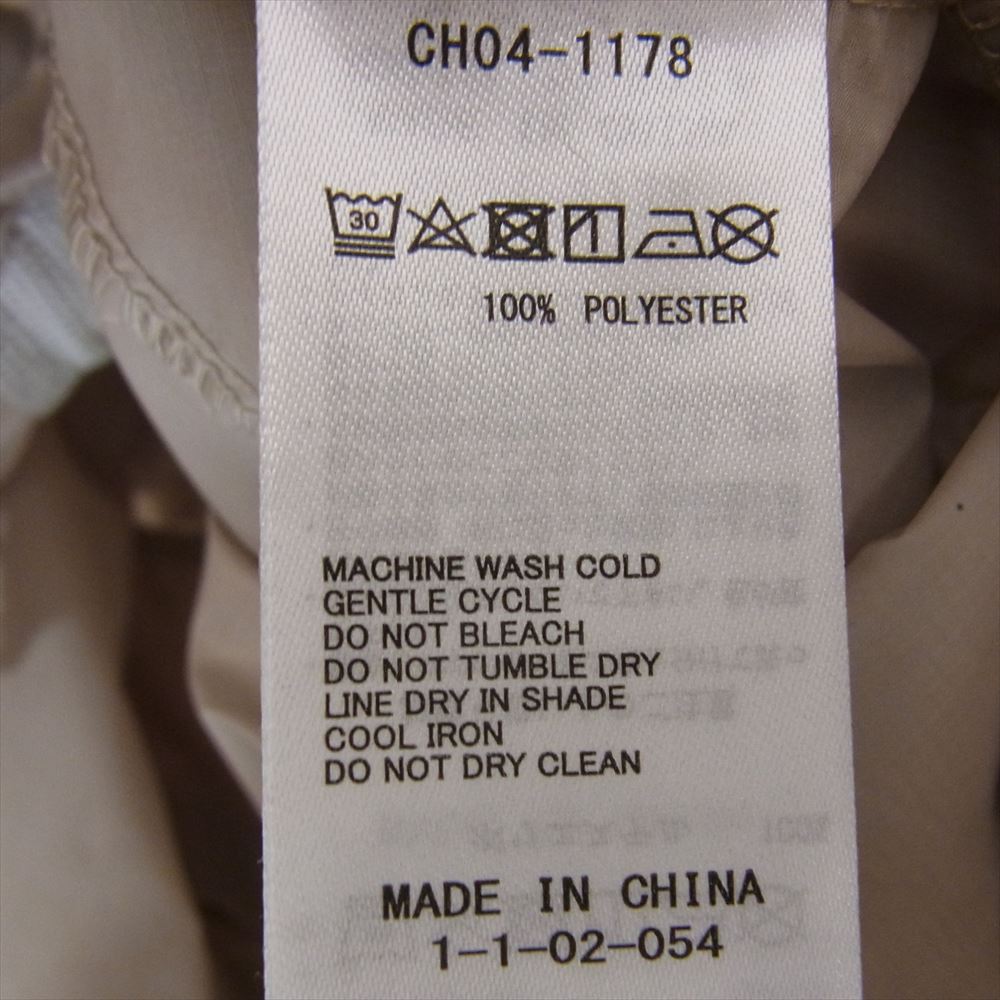 CH04-1178
30
100% POLYESTER
MACHINE WASH COLD
GENTLE CYCLE
DO NOT BLEACH
DO NOT TUMBLE DRY
LINE DRY IN SHADE
COOL IRON
DO NOT DRY CLEAN
MADE IN CHINA
1-1-02-054